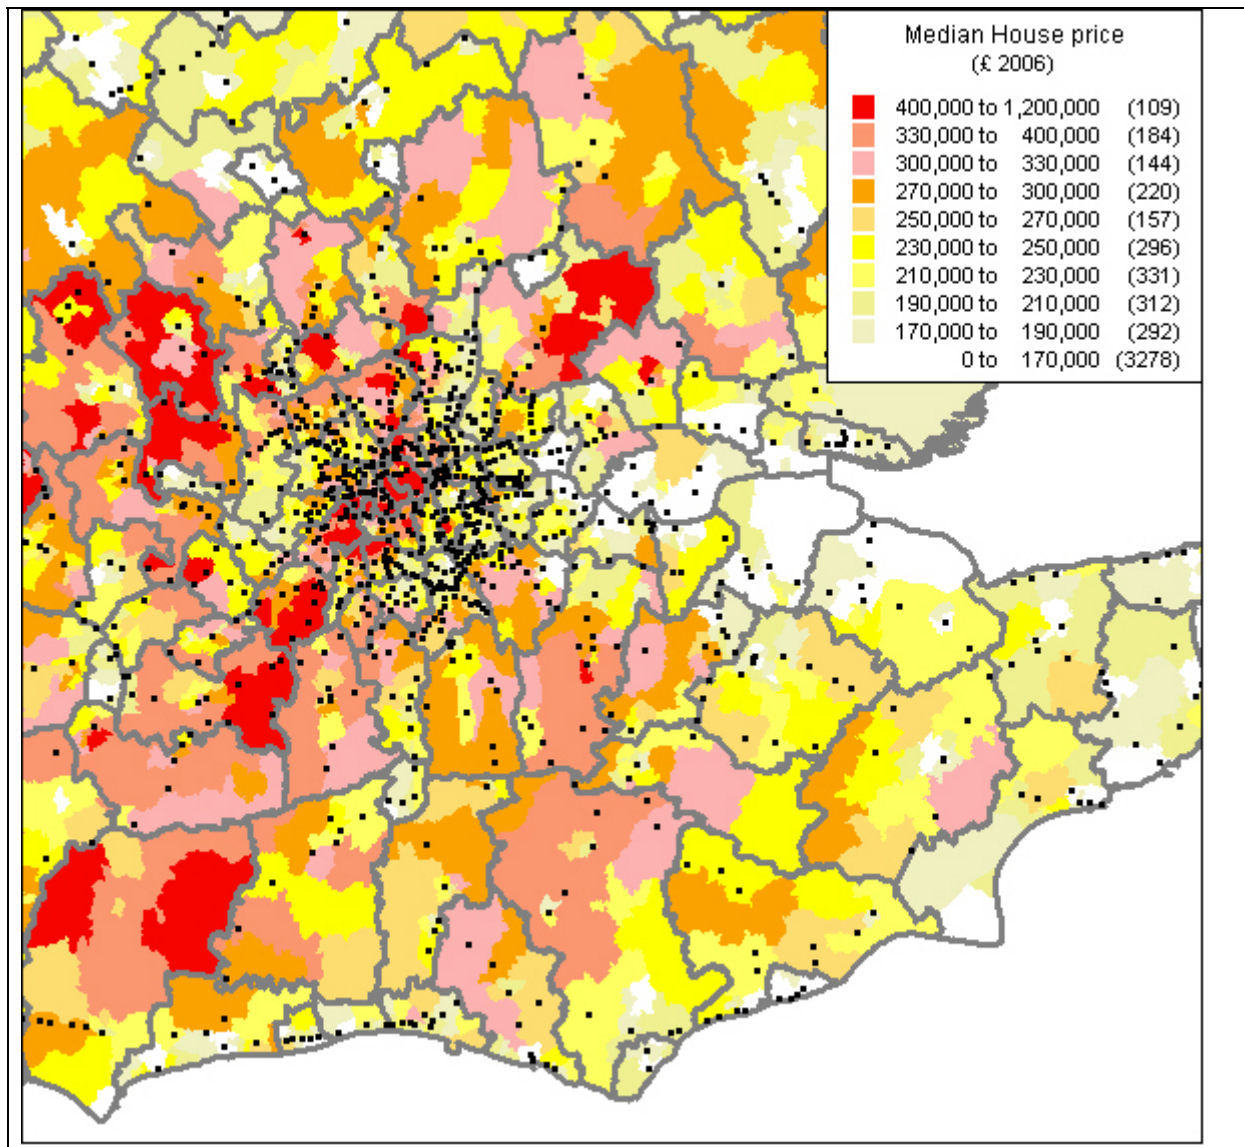 Median House price
(£ 2006)
400,000 to 1,200,000 (109)
330,000 to 400,000 (184)
300,000 to 330,000 (144)
270,000 to 300,000 (220)
250,000 to 270,000 (157)
230,000 to 250,000 (296)
210,000 to 230,000 (331)
190,000 to 210,000 (312)
170,000 to 190,000 (292)
0 to 170,000 (3278)